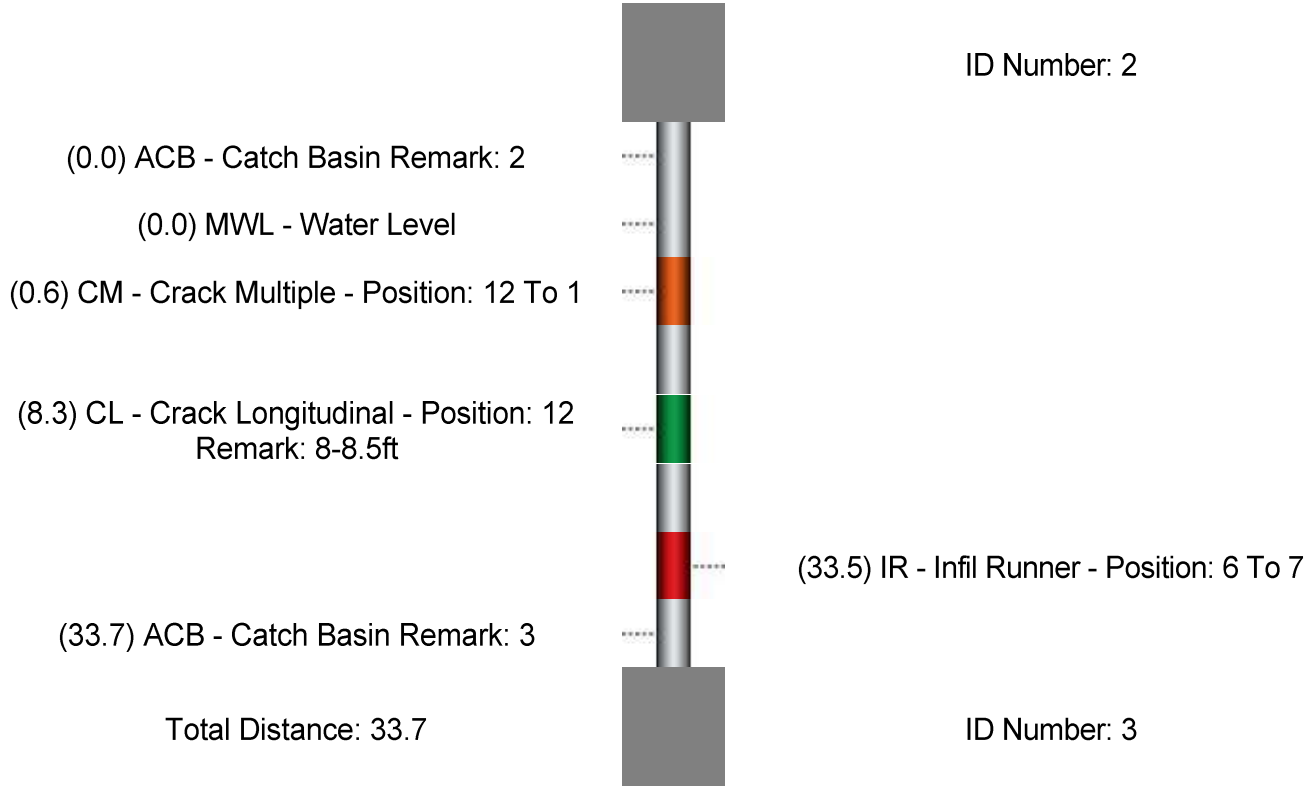 ID Number: 2
(0.0) ACB - Catch Basin Remark: 2
(0.0) MWL - Water Level
(0.6) CM - Crack Multiple - Position: 12 To 1
(8.3) CL - Crack Longitudinal - Position: 12
Remark: 8-8.5ft
(33.5) IR - Infil Runner - Position: 6 To 7
(33.7) ACB - Catch Basin Remark: 3
Total Distance: 33.7
ID Number: 3